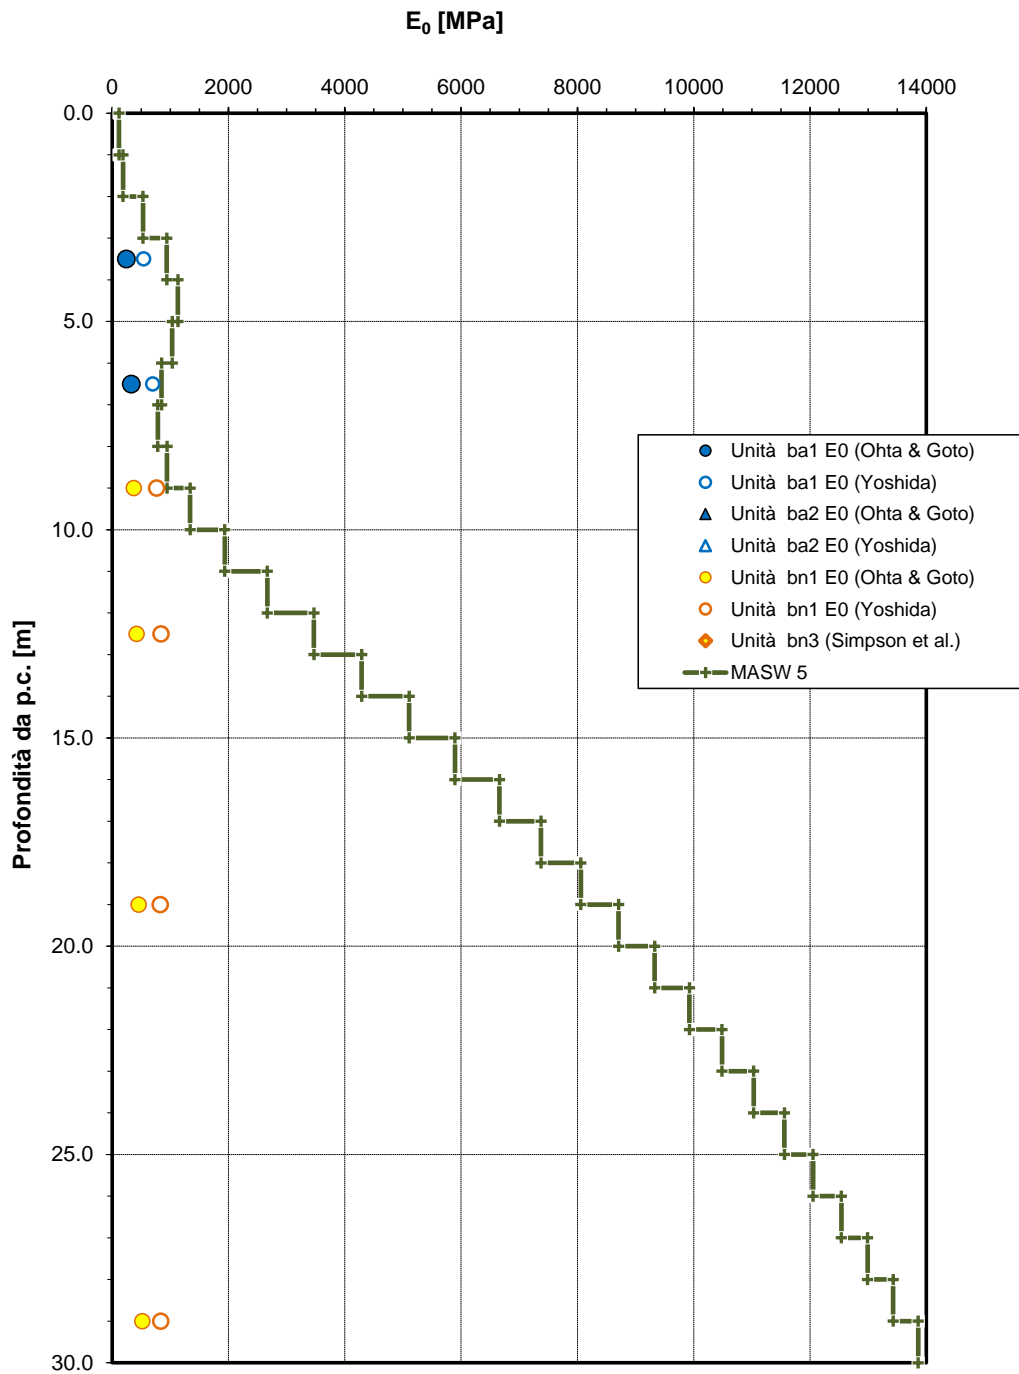 E0 [MPa]
0 2000 4000 6000 8000 10000 12000 14000
0.0
5.0
10.0
15.0
20.0
25.0
30.0
Profondità da p.c. [m]
Unità ba1 E0 (Ohta & Goto)
Unità ba1 E0 (Yoshida)
Unità ba2 E0 (Ohta & Goto)
Unità ba2 E0 (Yoshida)
Unità bn1 E0 (Ohta & Goto)
Unità bn1 E0 (Yoshida)
Unità bn3 (Simpson et al.)
MASW 5